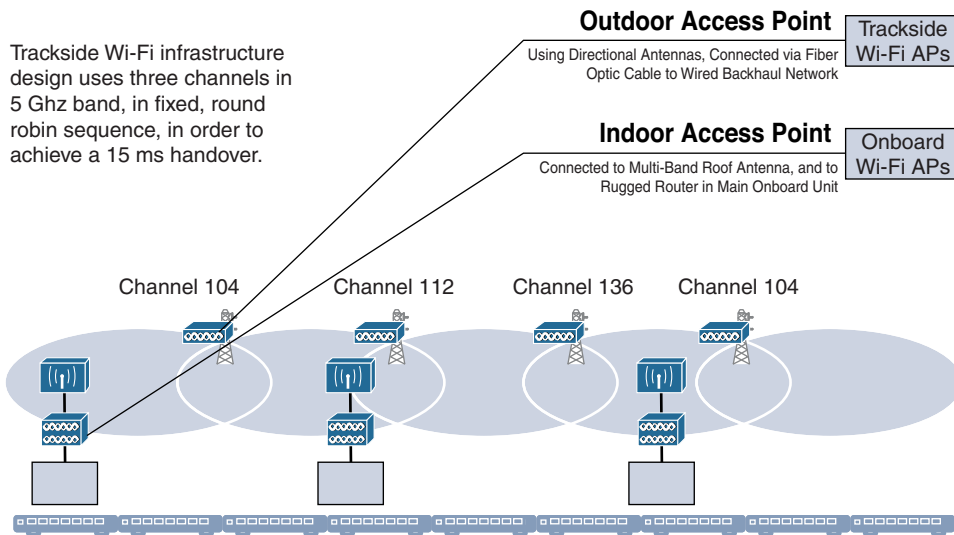 Trackside Wi-Fi infrastructure
design uses three channels in
5 Ghz band, in fixed, round
robin sequence, in order to
achieve a 15 ms handover.
Outdoor Access Point
Using Directional Antennas, Connected via Fiber
Optic Cable to Wired Backhaul Network
Trackside
Wi-Fi APs
Indoor Access Point
Connected to Multi-Band Roof Antenna, and to
Rugged Router in Main Onboard Unit
Onboard
Wi-Fi APs
Channel 104
Channel 112
Channel 136
Channel 104